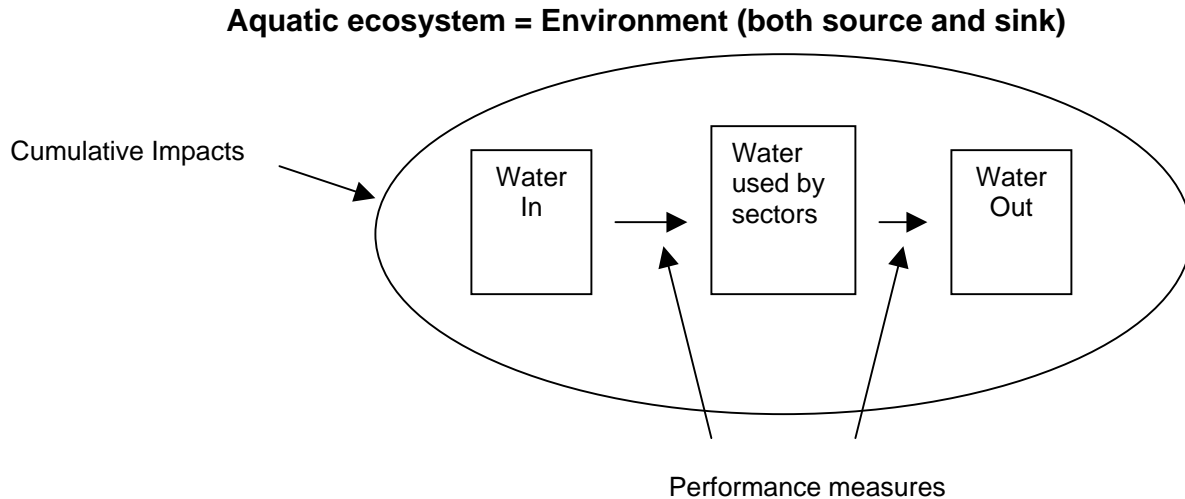 Aquatic ecosystem = Environment (both source and sink)
Cumulative Impacts
Water
In
Water
used by
sectors
Water
Out
Performance measures